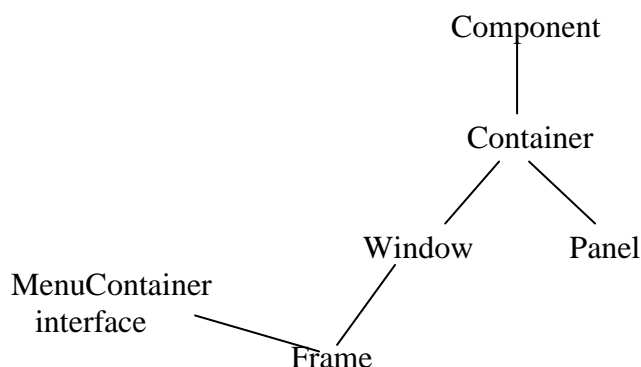 Component
Container
Window
Panel
MenuContainer
interface
Frame